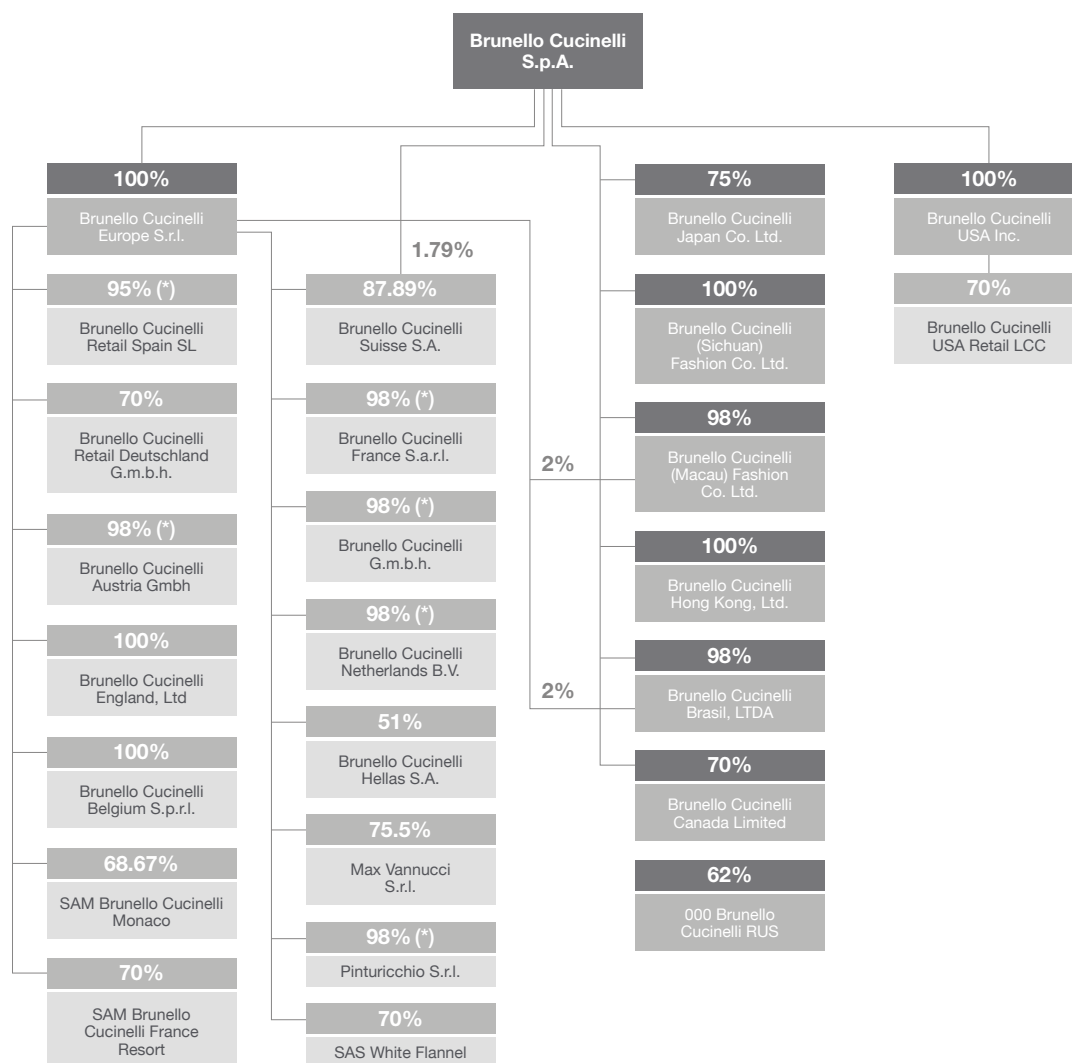 Brunello Cucinelli
S.p.A.
100%
Brunello Cucinelli
Europe S.r.l.
95% (*)
Brunello Cucinelli
Retail Spain SL
70%
Brunello Cucinelli
Retail Deutschland
G.m.b.h.
98% (*)
Brunello Cucinelli
Austria Gmbh
100%
Brunello Cucinelli
England, Ltd
100%
Brunello Cucinelli
Belgium S.p.r.l.
68.67%
SAM Brunello Cucinelli
Monaco
70%
SAM Brunello
Cucinelli France
Resort
1.79%
87.89%
Brunello Cucinelli
Suisse S.A.
98% (*)
Brunello Cucinelli
France S.a.r.l.
98% (*)
Brunello Cucinelli
G.m.b.h.
98% (*)
Brunello Cucinelli
Netherlands B.V.
51%
Brunello Cucinelli
Hellas S.A.
75.5%
Max Vannucci
S.r.l.
98% (*)
Pinturicchio S.r.l.
70%
SAS White Flannel
2%
2%
75%
Brunello Cucinelli
Japan Co. Ltd.
100%
Brunello Cucinelli
(Sichuan)
Fashion Co. Ltd.
98%
Brunello Cucinelli
(Macau) Fashion
Co. Ltd.
100%
Brunello Cucinelli
Hong Kong, Ltd.
98%
Brunello Cucinelli
Brasil, LTDA
70%
Brunello Cucinelli
Canada Limited
62%
000 Brunello
Cucinelli RUS
100%
Brunello Cucinelli
USA Inc.
70%
Brunello Cucinelli
USA Retail LCC